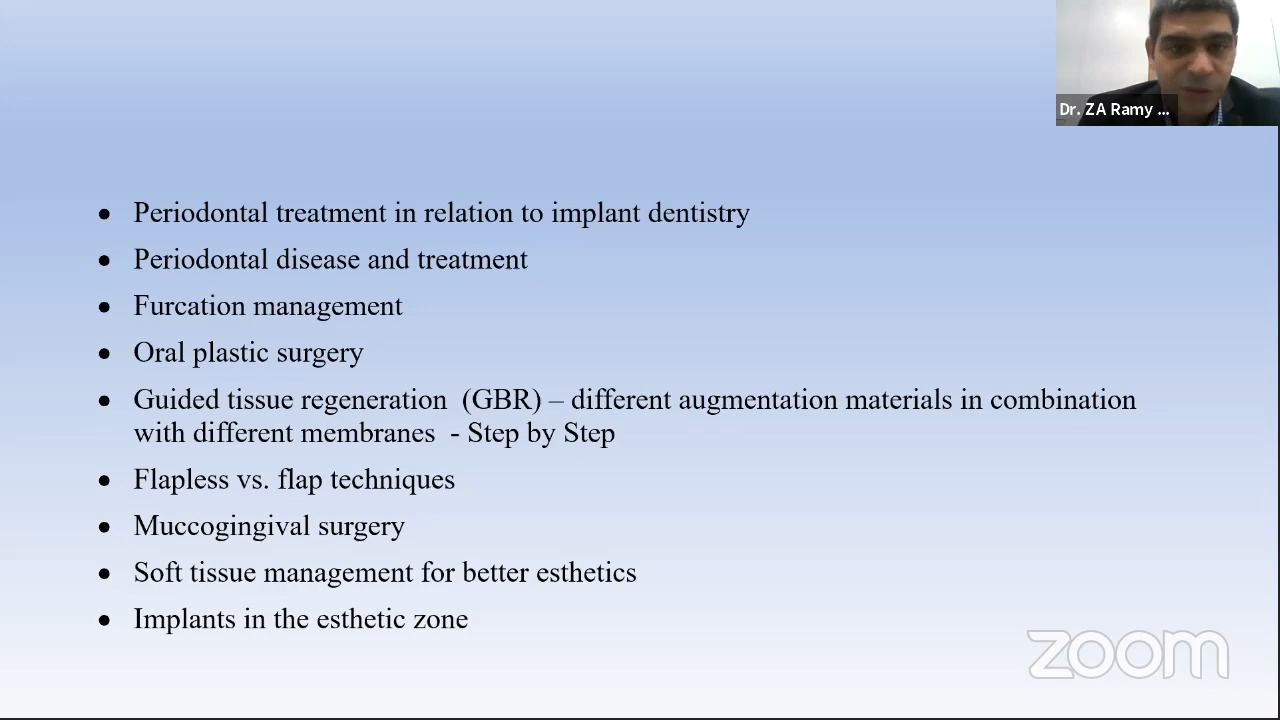 Dr. ZA Ramy ...
• Periodontal treatment in relation to implant dentistry
• Periodontal disease and treatment
• Furcation management
• Oral plastic surgery
• Guided tissue regeneration (GBR) – different augmentation materials in combination
with different membranes - Step by Step
• Flapless vs. flap techniques
• Muccogingival surgery
• Soft tissue management for better esthetics
• Implants in the esthetic zone
zoom